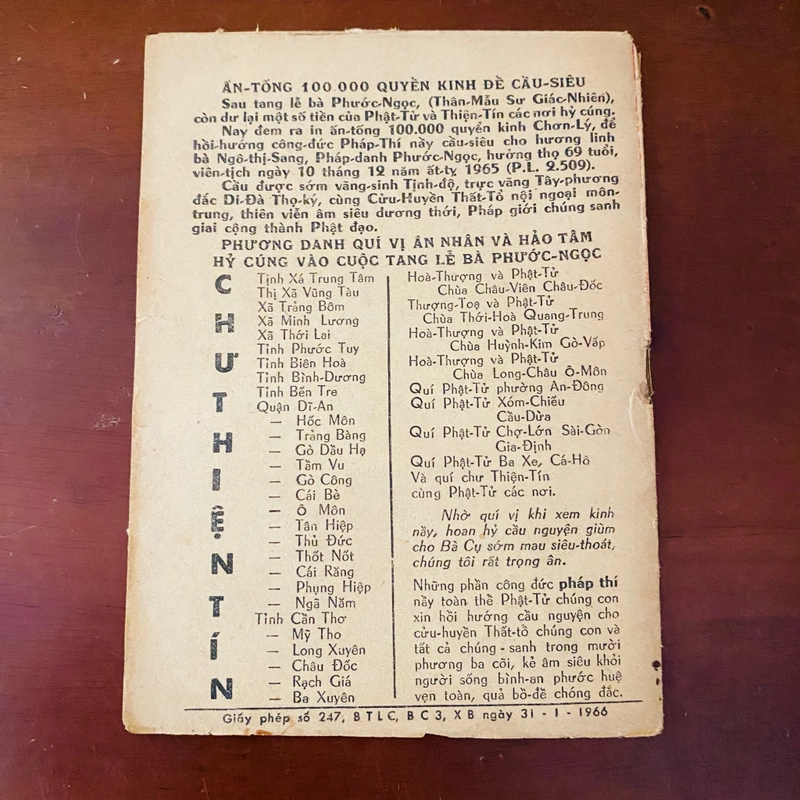 ẤN-TỐNG 100.000 QUYỂN KINH ĐỂ CẦU-SIÊU
Sau tang lễ bà Phước-Ngọc, (Thân-Mẫu Sư Giác-Nhiên),
còn dư lại một số tiền của Phật-Tử và Thiện-Tín các nơi hỷ cúng.
Nay đem ra in ấn-tống 100.000 quyển kinh Chơn-Lý, để
hồi-hướng công-đức Pháp-Thí nầy cầu-siêu cho hương linh
bà Ngô-thị-Sang, Pháp-danh Phước-Ngọc, hưởng thọ 69 tuổi,
viên-tịch ngày 10 tháng 12 năm ất-tỵ 1965 (P.L. 2.509).
Cầu được sớm vãng-sinh Tịnh-độ, trực vãng Tây-phương
đắc Di-Đà Thọ-ký, cùng Cửu-Huyền Thất-Tổ nội ngoại môn-
trung, thiên viễn âm siêu dương thới, Pháp giới chúng sanh
giai cộng thành Phật đạo.
PHƯƠNG DANH QUÍ VỊ ÂN NHÂN VÀ HẢO TÂM
HỶ CÚNG VÀO CUỘC TANG LỄ BÀ PHƯỚC-NGỌC
CHƯ THIỆN TÍN
Tịnh Xá Trung Tâm
Thị Xã Vũng Tàu
Xã Trảng Bôm
Xã Minh Lương
Xã Thới Lai
Tỉnh Phước Tuy
Tỉnh Biên Hoà
Tỉnh Bình-Dương
Tỉnh Bến Tre
Quận Dĩ-An
— Hốc Môn
— Trảng Bàng
— Gò Dầu Hạ
— Tầm Vu
— Gò Công
— Cái Bè
— Ô Môn
— Tân Hiệp
— Thủ Đức
— Thốt Nốt
— Cái Răng
— Phụng Hiệp
— Ngã Năm
Tỉnh Cần Thơ
— Mỹ Tho
— Long Xuyên
— Châu Đốc
— Rạch Giá
— Ba Xuyên
Hoà-Thượng và Phật-Tử
Chùa Châu-Viên Châu-Đốc
Thượng-Toạ và Phật-Tử
Chùa Thới-Hoà Quang-Trung
Hoà-Thượng và Phật-Tử
Chùa Huỳnh-Kim Gò-Vấp
Hoà-Thượng và Phật-Tử
Chùa Long-Châu Ô-Môn
Quí Phật-Tử phường An-Đông
Quí Phật-Tử Xóm-Chiếu
Cầu-Dừa
Quí Phật-Tử Chợ-Lớn Sài-Gòn
Gia-Định
Quí Phật-Tử Ba Xe, Cá-Hô
Và quí chư Thiện-Tín
cùng Phật-Tử các nơi.
Nhờ quí vị khi xem kinh
nầy, hoan hỷ cầu nguyện giùm
cho Bà Cụ sớm mau siêu-thoát,
chúng tôi rất trọng ân.
Những phần công đức pháp thí
nầy toàn thể Phật-Tử chúng con
xin hồi hướng cầu nguyện cho
cửu-huyền Thất-tổ chúng con và
tất cả chúng-sanh trong mười
phương ba cõi, kẻ âm siêu khỏi
người sống bình-an phước huệ
vẹn toàn, quả bồ-đề chóng đắc.
Giấy phép số 247, BTLC, BC3, XB ngày 31-1-1966